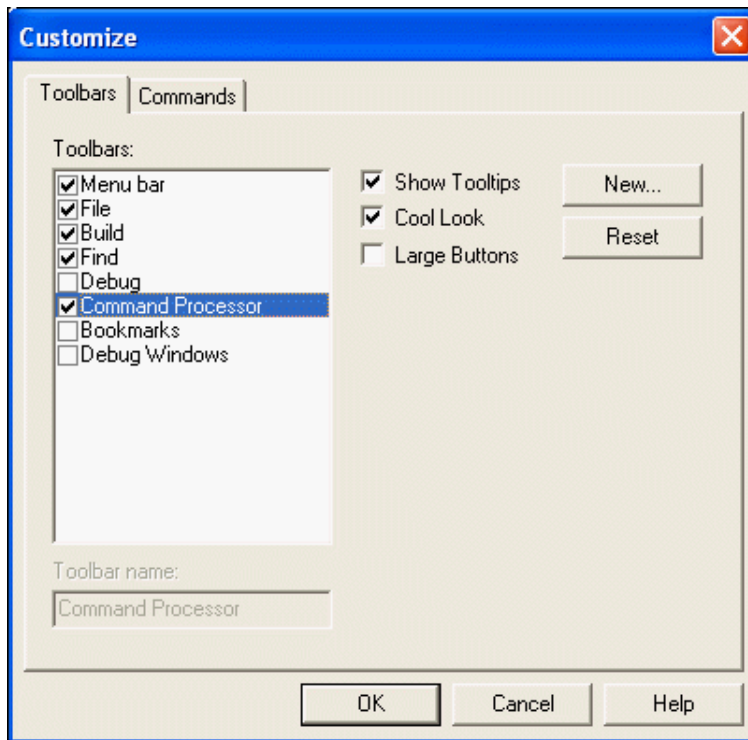 Customize
Toolbars
Commands
Toolbars:
Menu bar
File
Build
Find
Debug
Command Processor
Bookmarks
Debug Windows
Show Tooltips
Cool Look
Large Buttons
New...
Reset
Toolbar name:
Command Processor
OK
Cancel
Help